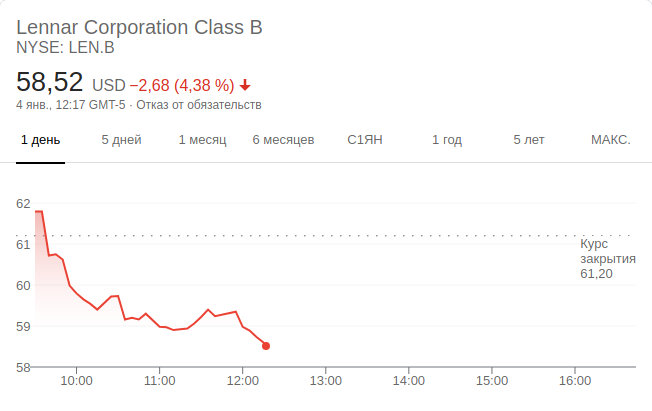 Lennar Corporation Class B
NYSE: LEN.B
58,52 USD −2,68 (4,38 %)
4 янв., 12:17 GMT-5 · Отказ от обязательств
1 день 5 дней 1 месяц 6 месяцев С1ЯН 1 год 5 лет МАКС.
62
61
60
59
58
Курс
закрытия
61,20
10:00 11:00 12:00 13:00 14:00 15:00 16:00